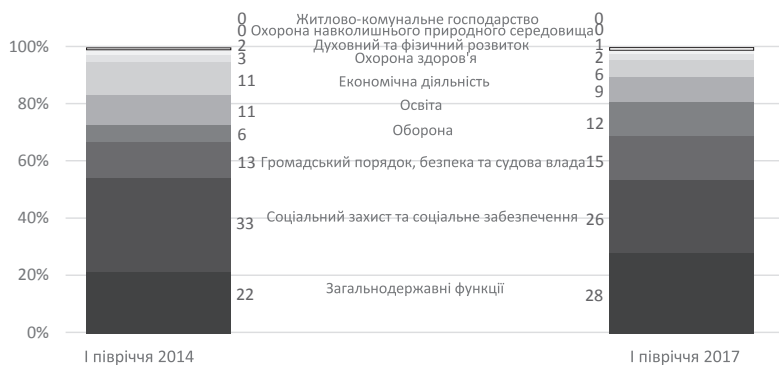 0 Житлово-комунальне господарство 0
0 Охорона навколишнього природного середовища 0
100% 2 Духовний та фізичний розвиток 1
3 Охорона здоров'я 2
11 Економічна діяльність 6
80% 11 Освіта 9
6 Оборона 12
60% 13 Громадський порядок, безпека та судова влада 15
40% 33 Соціальний захист та соціальне забезпечення 26
20% 22 Загальнодержавні функції 28
0%
І півріччя 2014 І півріччя 2017